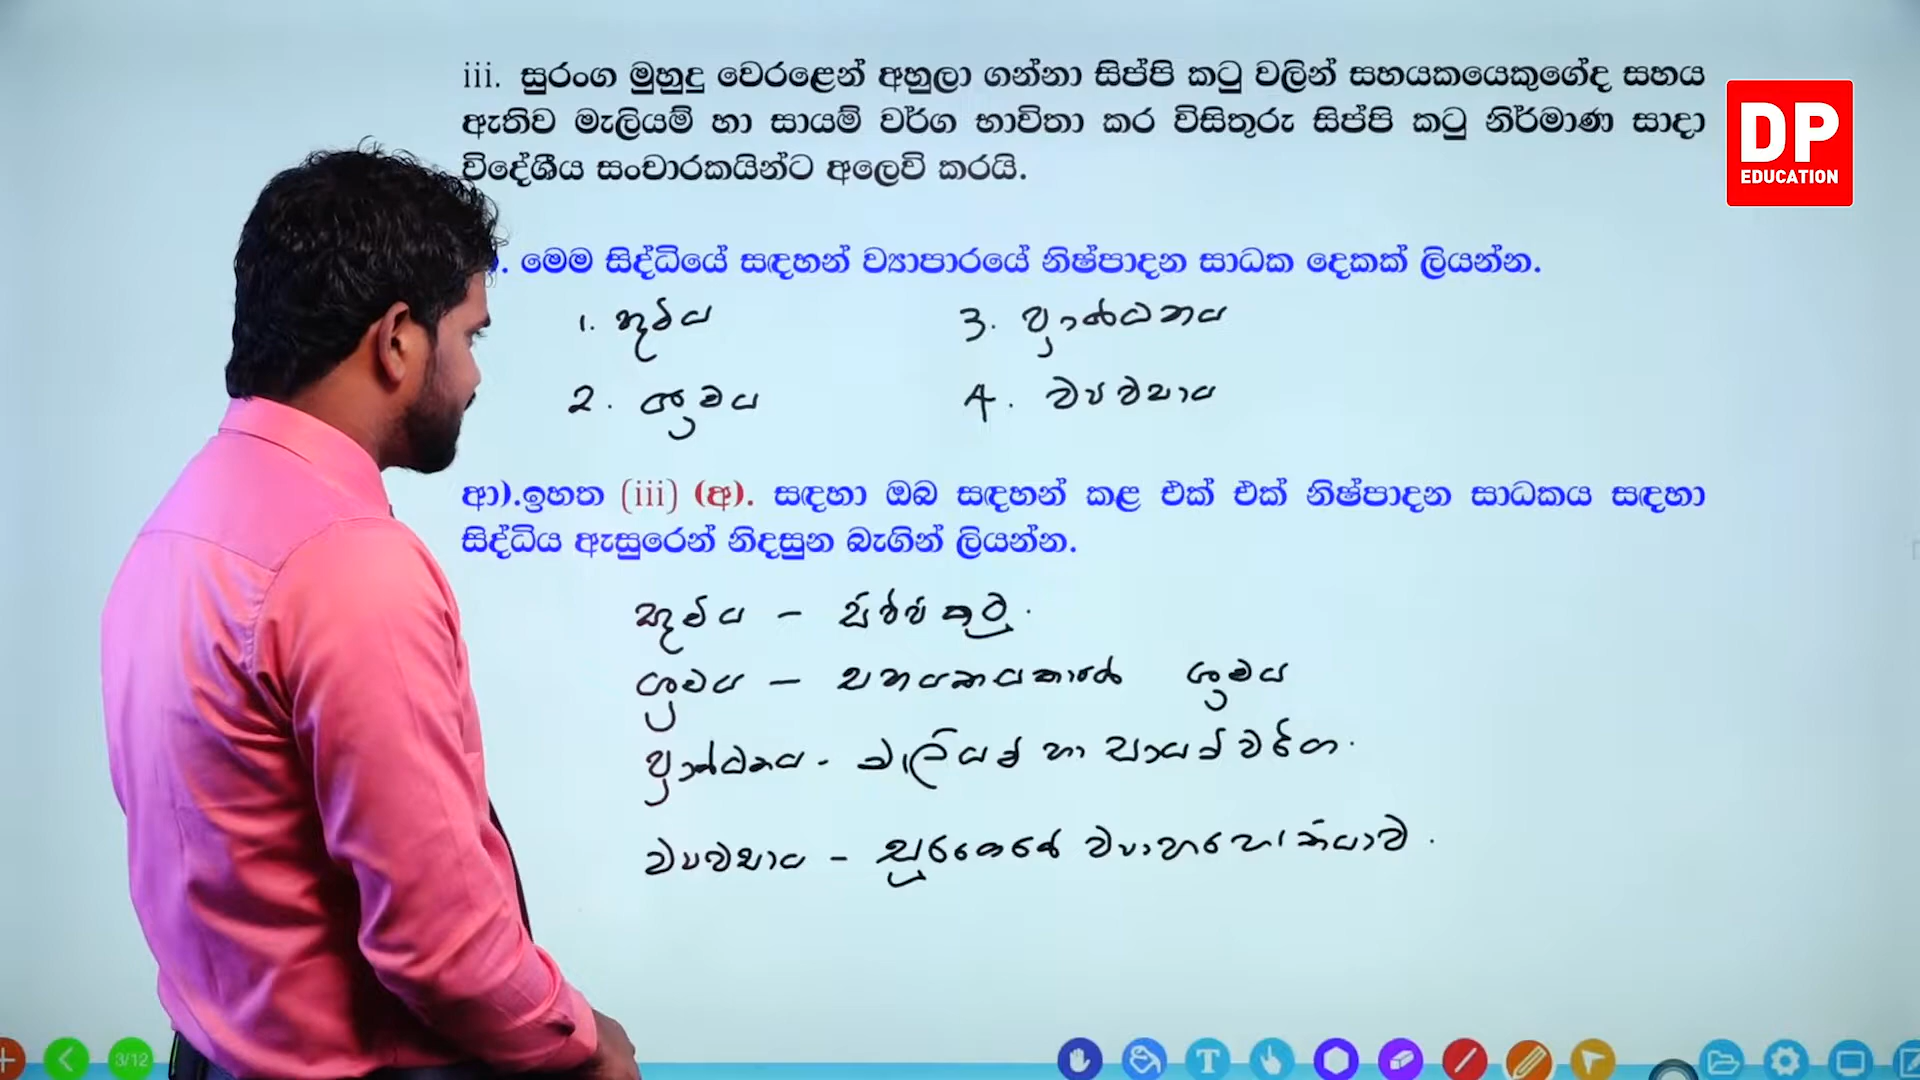 iii. සුරංග මුහුදු වෙරළෙන් අහුලා ගන්නා සිප්පි කටු වලින් සහයකයෙකුගේද සහය
ඇතිව මැලියම් හා සායම් වර්ග භාවිතා කර විසිතුරු සිප්පි කටු නිර්මාණ සාදා
විදේශීය සංචාරකයින්ට අලෙවි කරයි.
DP
EDUCATION
. මෙම සිද්ධියේ සඳහන් ව්‍යාපාරයේ නිෂ්පාදන සාධක දෙකක් ලියන්න.
1. භූමිය 3. ප්‍රාග්ධනය
2. ශ්‍රමය 4. ව්‍යවසාය
ආ).ඉහත (iii) (අ). සඳහා ඔබ සඳහන් කළ එක් එක් නිෂ්පාදන සාධකය සඳහා
සිද්ධිය ඇසුරෙන් නිදසුන බැගින් ලියන්න.
භූමිය - සිප්පි කටු.
ශ්‍රමය - ශ්‍රමය
ප්‍රාග්ධනය - මැලියම් හා සායම් වර්ග.
ව්‍යවසාය - සුරංගගේ
3/12
T